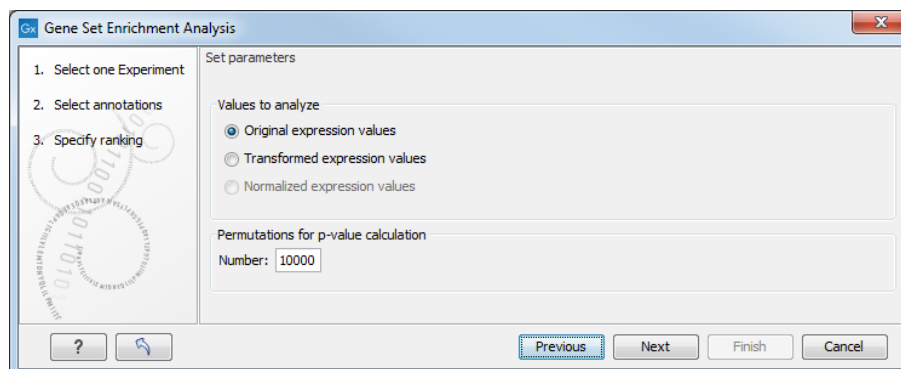 Gx Gene Set Enrichment Analysis
1. Select one Experiment
2. Select annotations
3. Specify ranking
Set parameters
Values to analyze
Original expression values
Transformed expression values
Normalized expression values
Permutations for p-value calculation
Number: 10000
?
Previous Next Finish Cancel